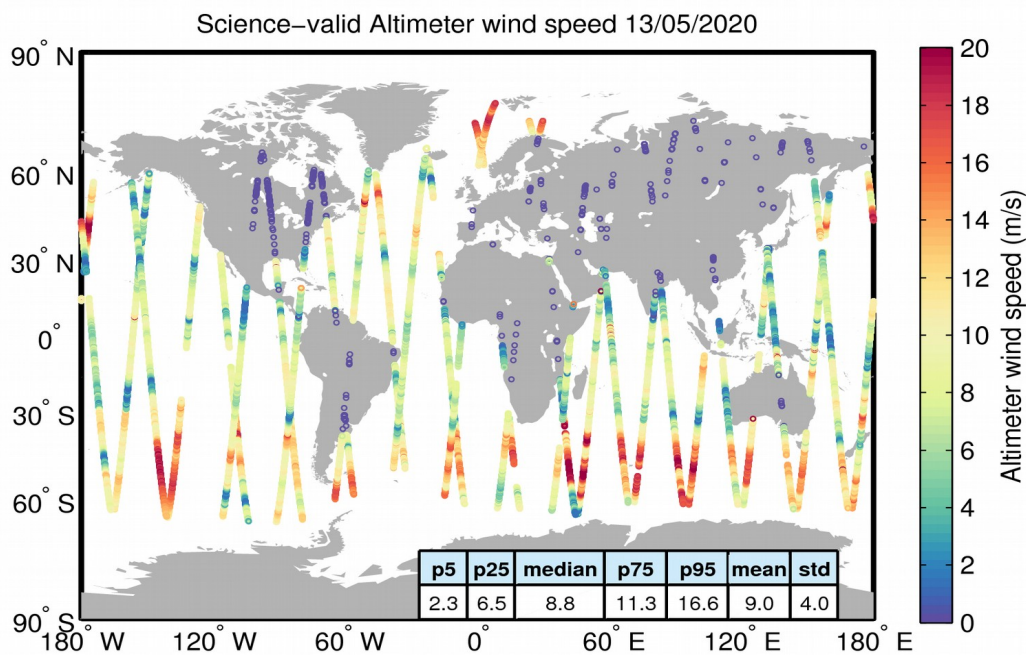 Science−valid Altimeter wind speed 13/05/2020
90° N
60° N
30° N
0°
30° S
60° S
90° S
180° W
120° W
60° W
0°
60° E
120° E
180° E
20
18
16
14
12
10
8
6
4
2
0
Altimeter wind speed (m/s)
p5 p25 median p75 p95 mean std
2.3 6.5 8.8 11.3 16.6 9.0 4.0